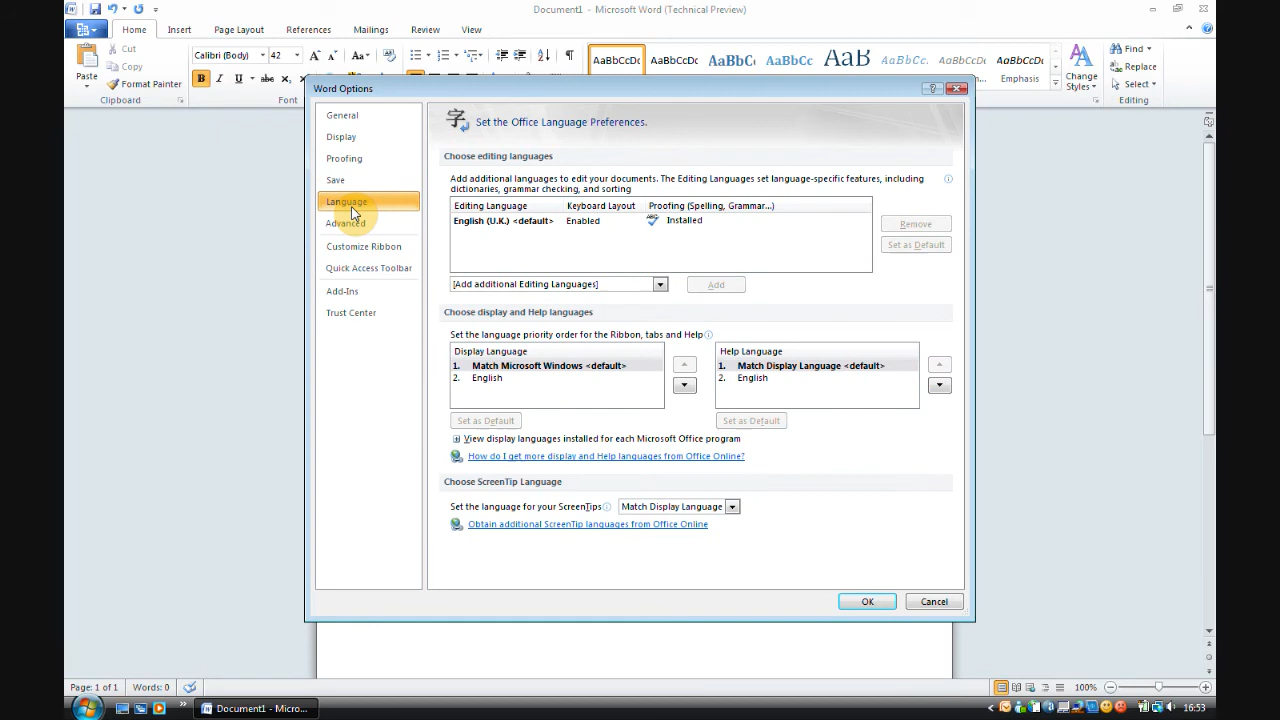 Document1 - Microsoft Word (Technical Preview)
Home Insert Page Layout References Mailings Review View
Paste
Cut
Copy
Format Painter
Clipboard
Calibri (Body) 42
Font
AaBbCcDc AaBbCcDc AaBbC AaBbCc AaB AaBbCc AaBbCcDc AaBbCcDc
Emphasis
Change
Styles
Find
Replace
Select
Editing
Word Options
General
Display
Proofing
Save
Language
Advanced
Customize Ribbon
Quick Access Toolbar
Add-Ins
Trust Center
字 Set the Office Language Preferences.
Choose editing languages
Add additional languages to edit your documents. The Editing Languages set language-specific features, including
dictionaries, grammar checking, and sorting
Editing Language Keyboard Layout Proofing (Spelling, Grammar...)
English (U.K.) <default> Enabled Installed
Remove
Set as Default
[Add additional Editing Languages] Add
Choose display and Help languages
Set the language priority order for the Ribbon, tabs and Help
Display Language
1. Match Microsoft Windows <default>
2. English
Set as Default
Help Language
1. Match Display Language <default>
2. English
Set as Default
View display languages installed for each Microsoft Office program
How do I get more display and Help languages from Office Online?
Choose ScreenTip Language
Set the language for your ScreenTips Match Display Language
Obtain additional ScreenTip languages from Office Online
OK Cancel
Page: 1 of 1 Words: 0 100%
Document1 - Micro... 16:53